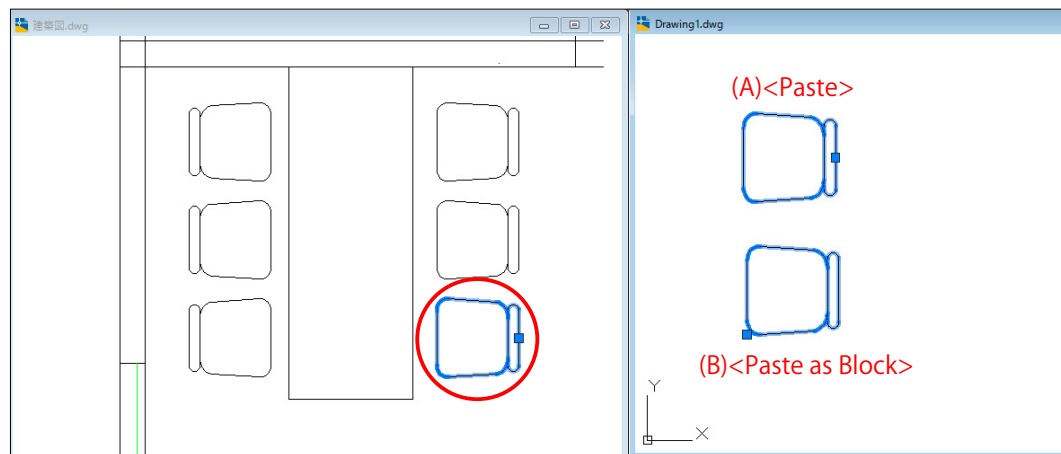 建築図.dwg
Drawing1.dwg
(A)<Paste>
(B)<Paste as Block>
Y
X